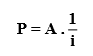 P = A . 1/i